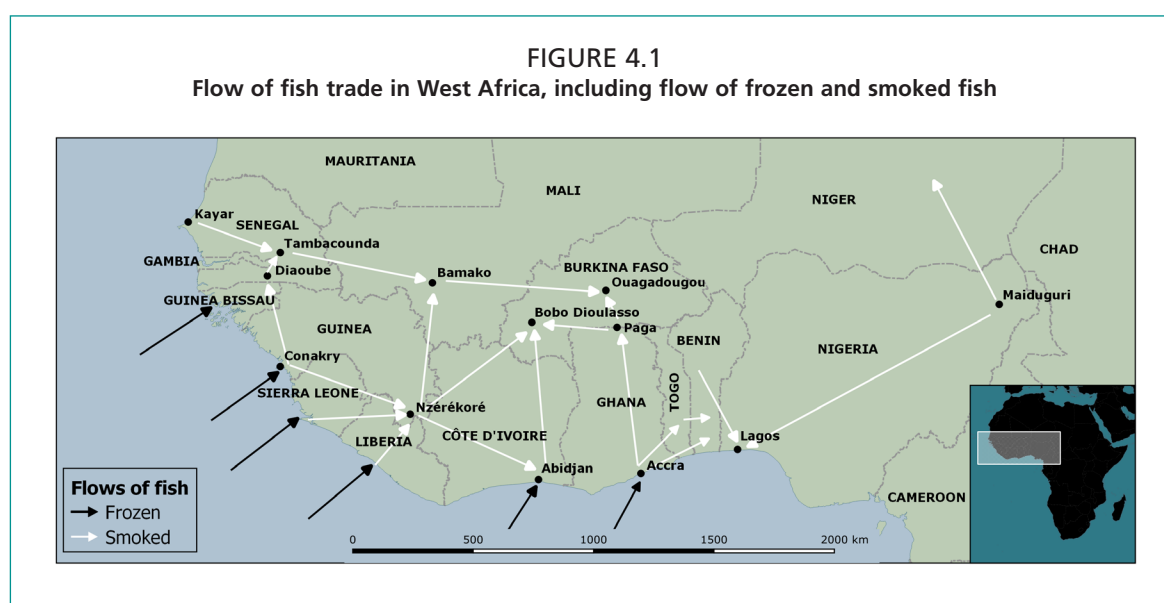 FIGURE 4.1
Flow of fish trade in West Africa, including flow of frozen and smoked fish
MAURITANIA
MALI
NIGER
CHAD
Kayar
SENEGAL
Tambacounda
GAMBIA
Diaoube
Bamako
BURKINA FASO
Ouagadougou
GUINEA BISSAU
Maiduguri
GUINEA
Bobo Dioulasso
Paga
BENIN
NIGERIA
Conakry
SIERRA LEONE
Nzérékoré
GHANA
TOGO
LIBERIA
CÔTE D'IVOIRE
Lagos
Abidjan
Accra
CAMEROON
Flows of fish
Frozen
Smoked
0 500 1000 1500 2000 km